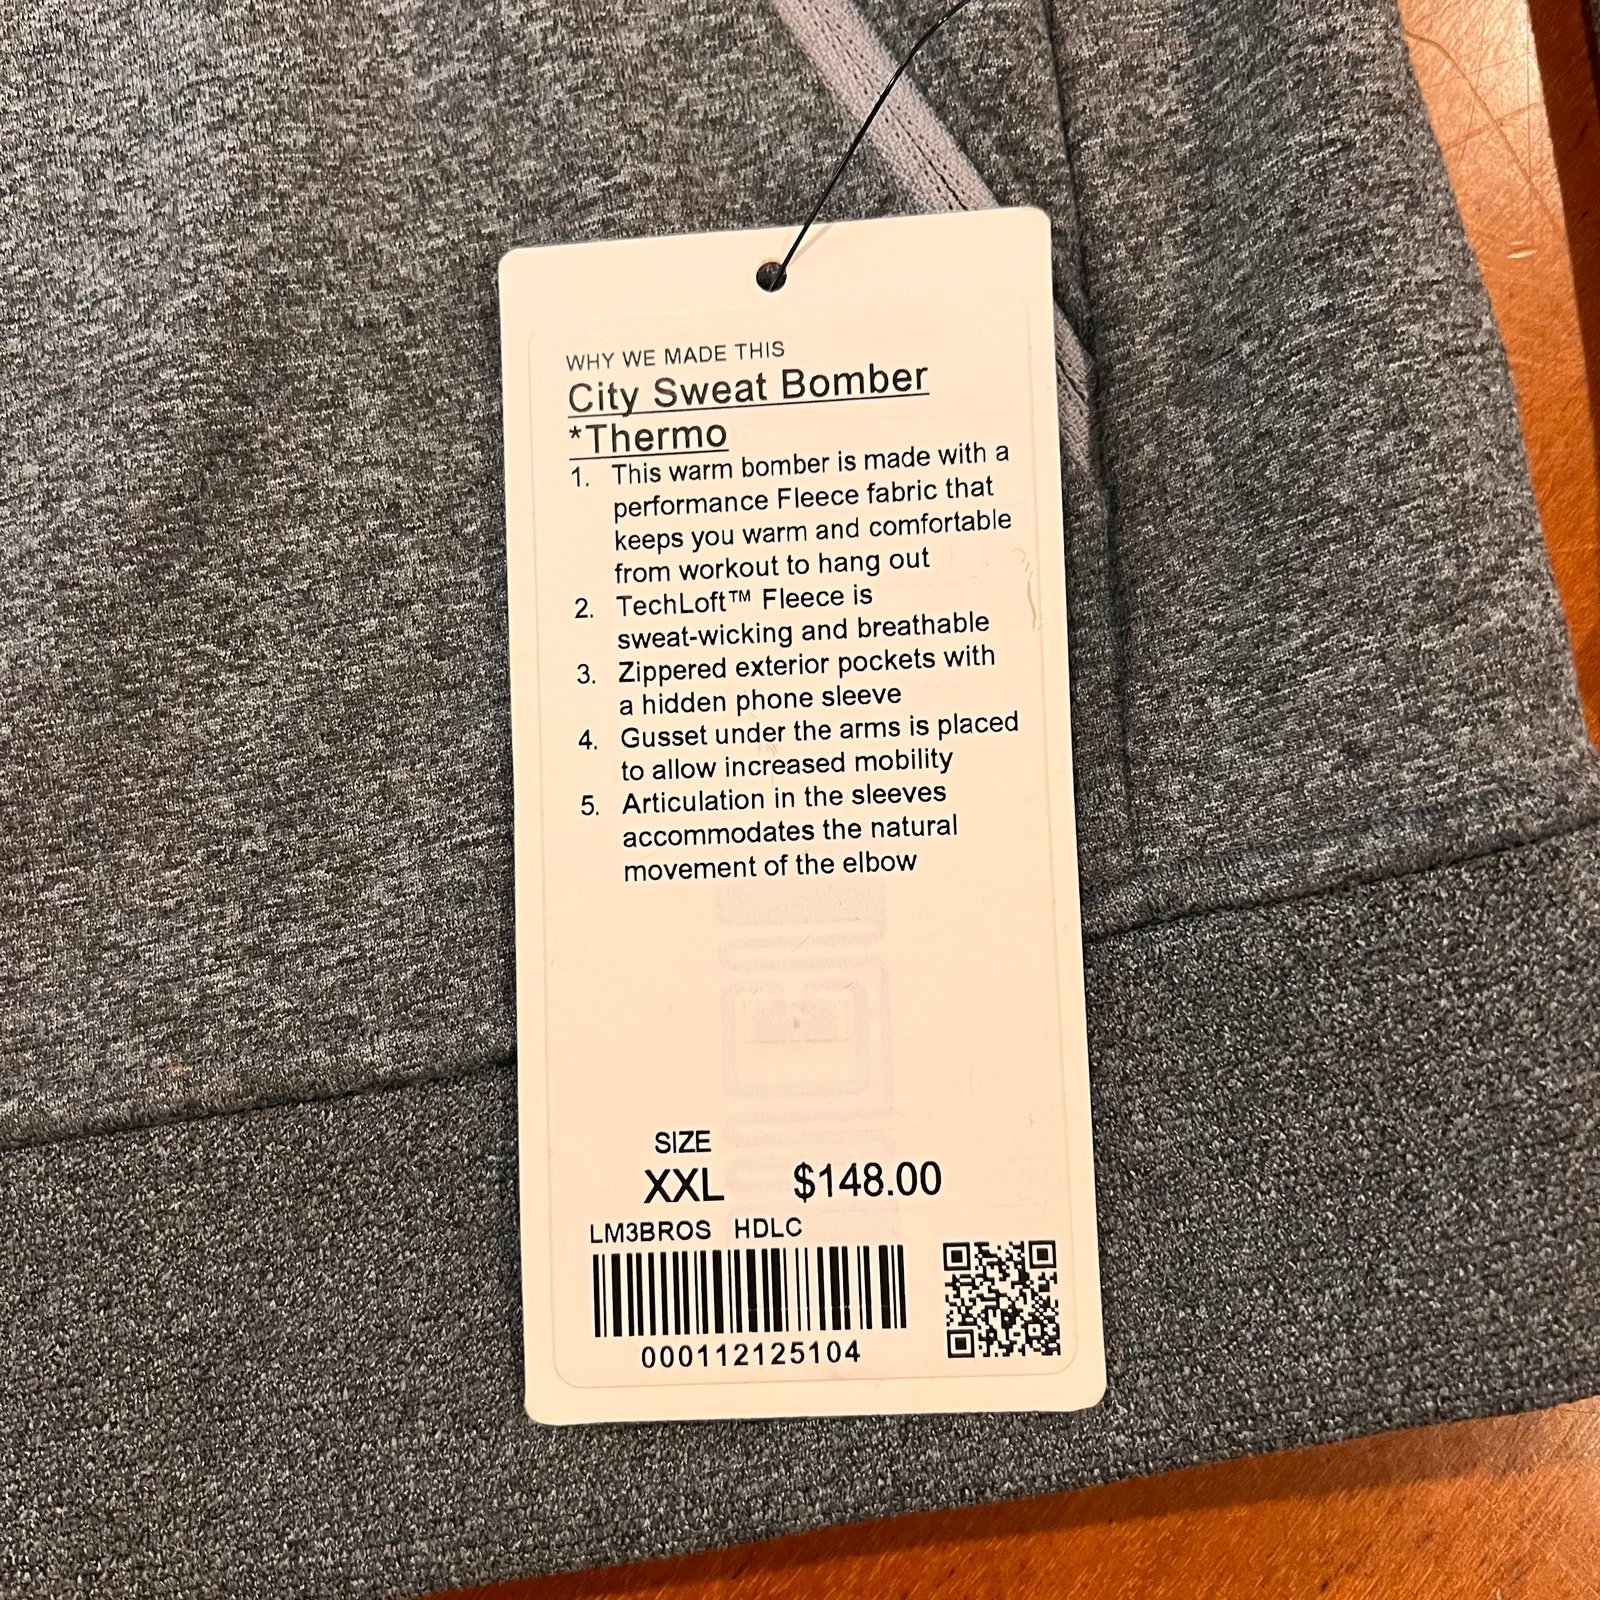 WHY WE MADE THIS
City Sweat Bomber
*Thermo
1. This warm bomber is made with a
performance Fleece fabric that
keeps you warm and comfortable
from workout to hang out
2. TechLoft™ Fleece is
sweat-wicking and breathable
3. Zippered exterior pockets with
a hidden phone sleeve
4. Gusset under the arms is placed
to allow increased mobility
5. Articulation in the sleeves
accommodates the natural
movement of the elbow
SIZE
XXL $148.00
LM3BROS HDLC
000112125104